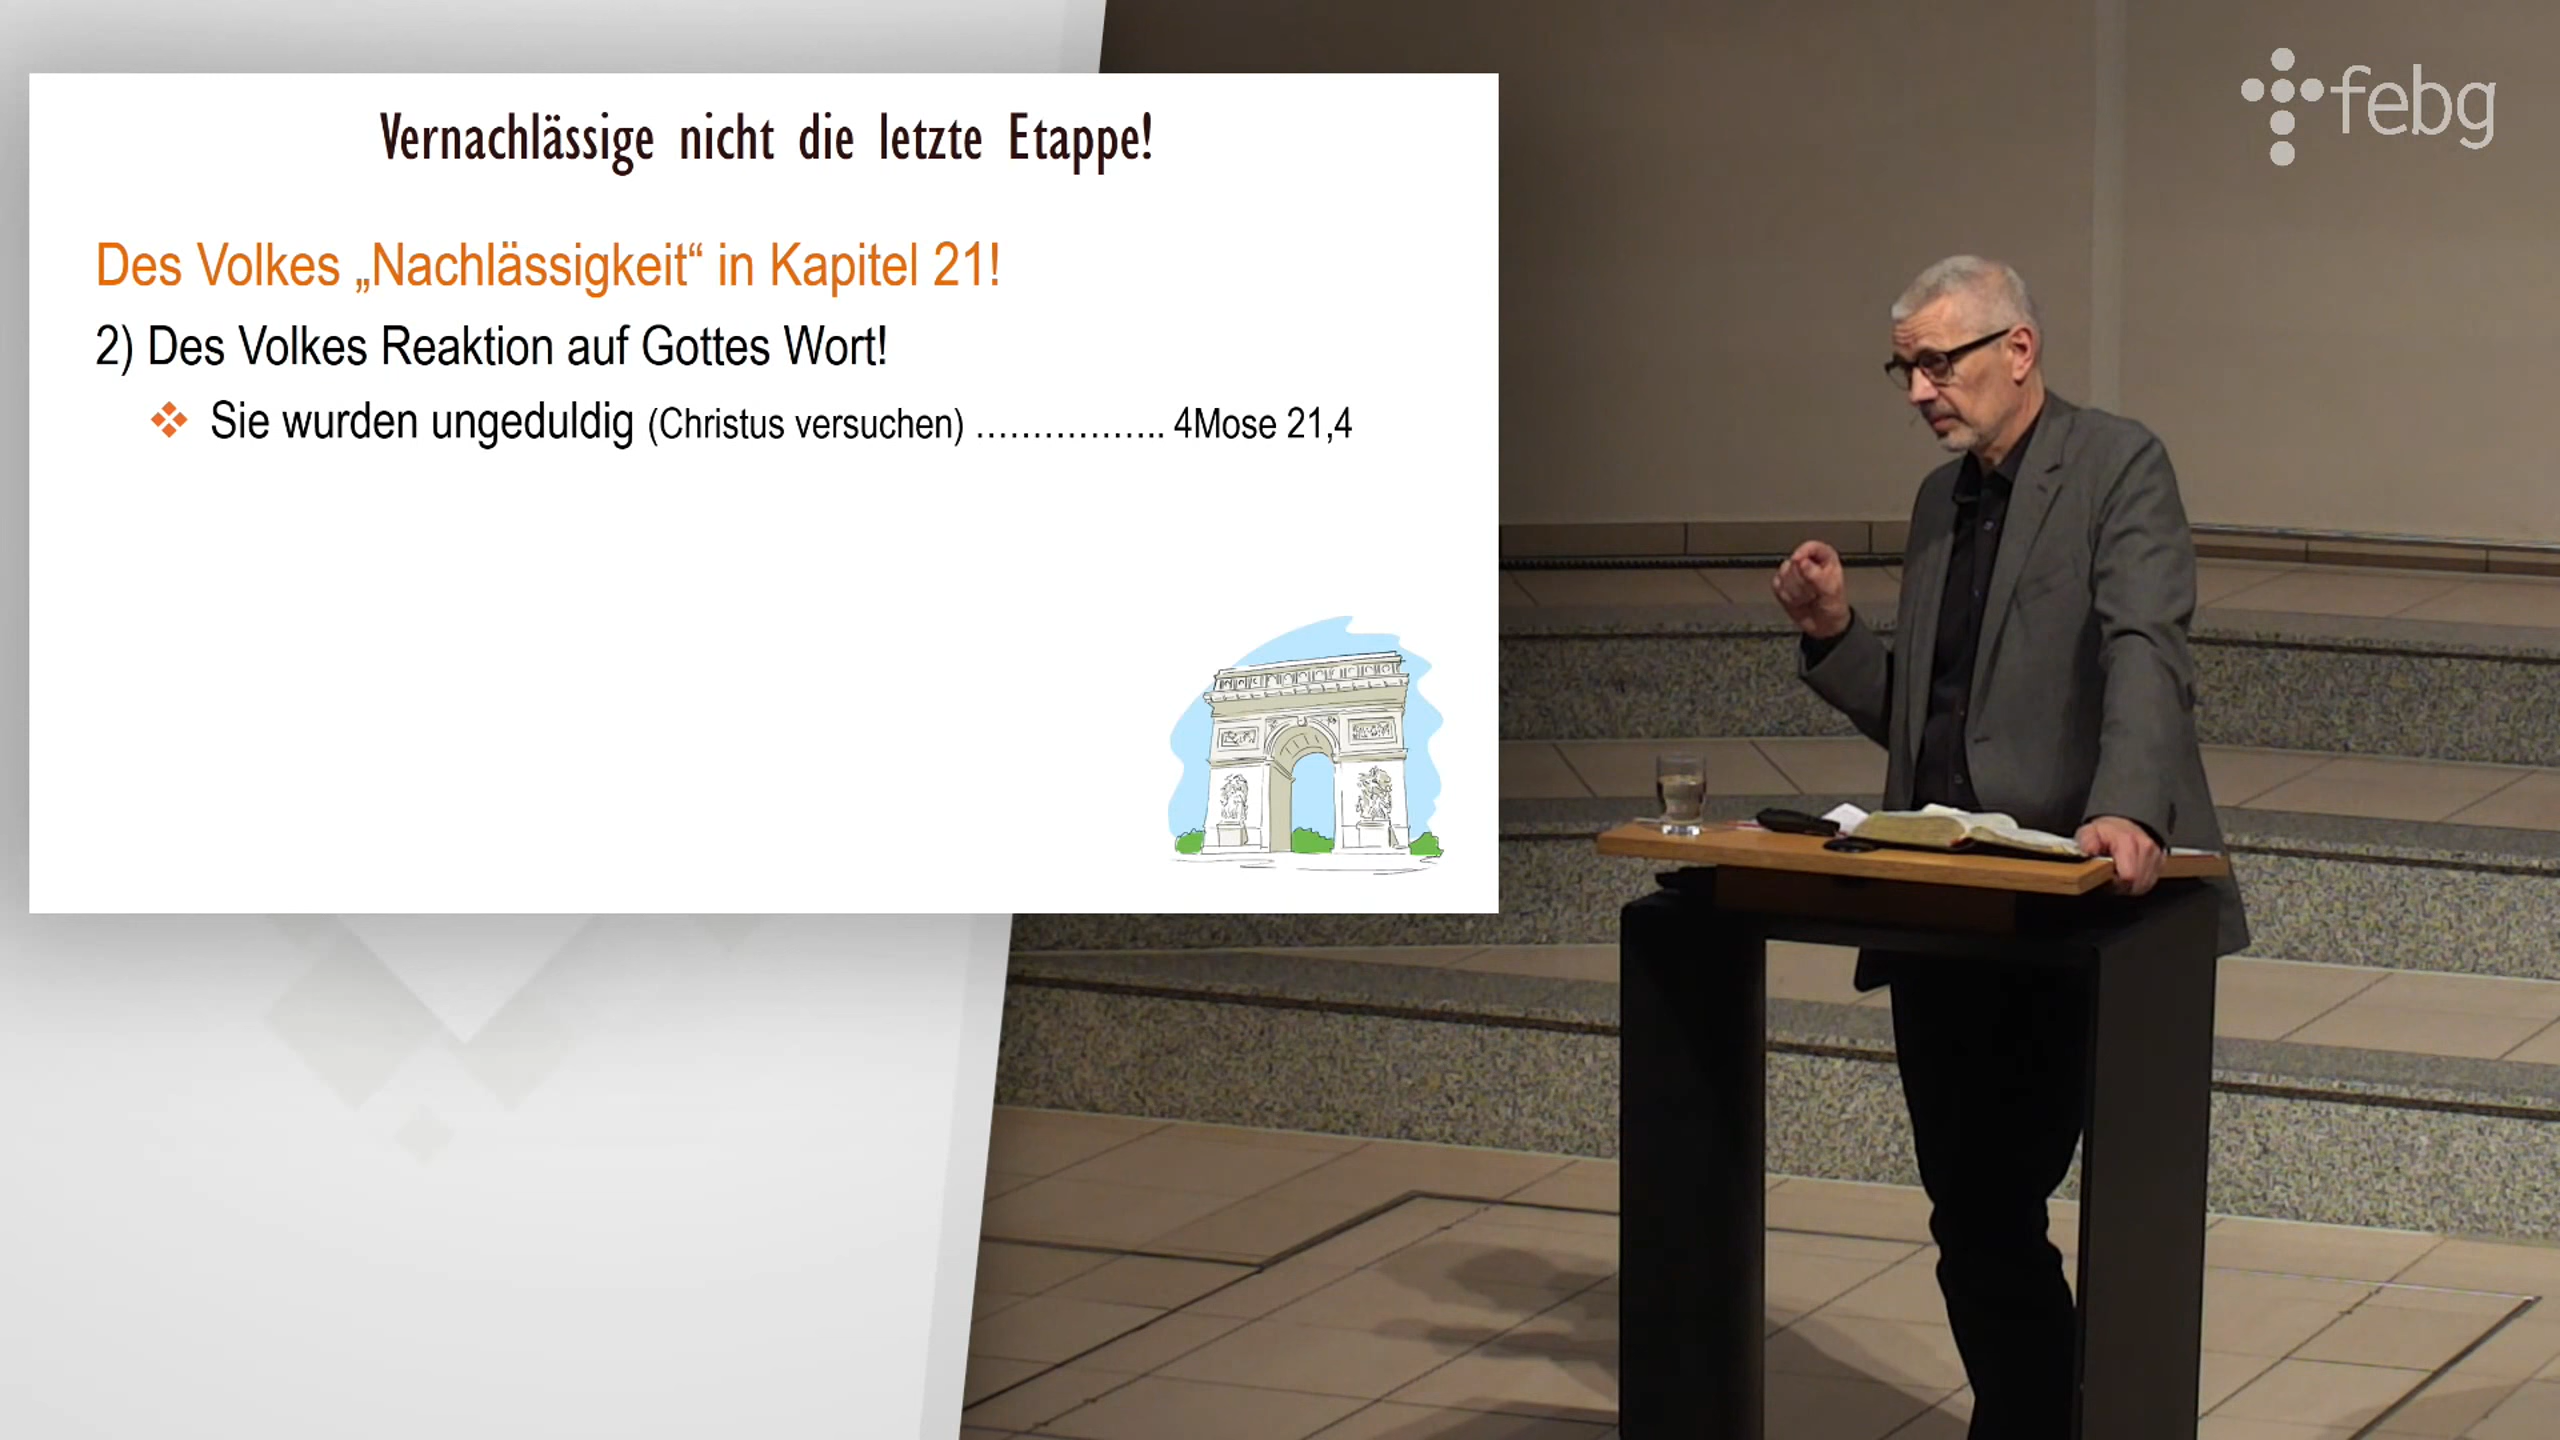 Vernachlässige nicht die letzte Etappe!
Des Volkes „Nachlässigkeit“ in Kapitel 21!
2) Des Volkes Reaktion auf Gottes Wort!
Sie wurden ungeduldig (Christus versuchen) …………….. 4Mose 21,4
febg